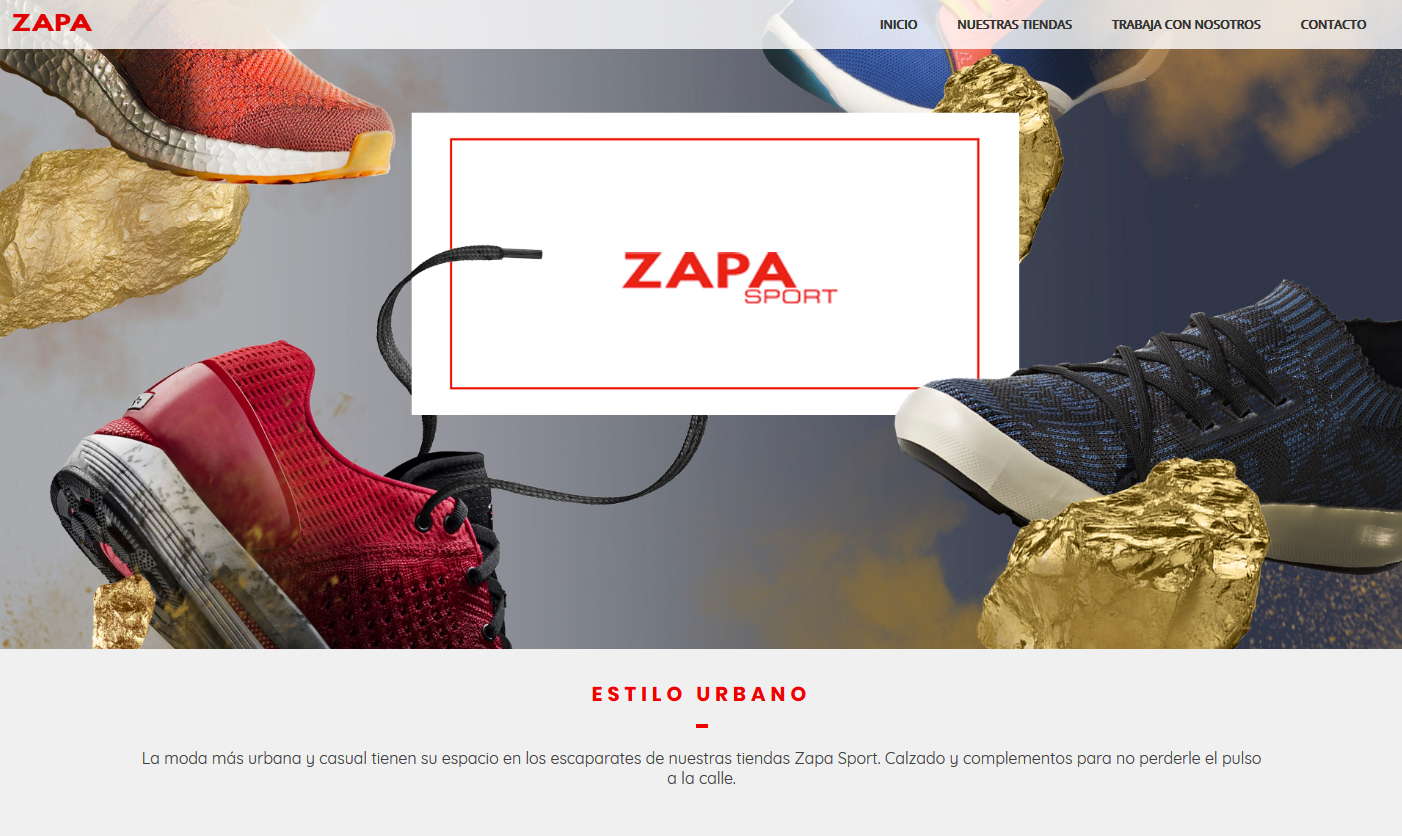 ZAPA
INICIO
NUESTRAS TIENDAS
TRABAJA CON NOSOTROS
CONTACTO
ZAPA
SPORT
ESTILO URBANO
La moda más urbana y casual tienen su espacio en los escaparates de nuestras tiendas Zapa Sport. Calzado y complementos para no perderle el pulso
a la calle.